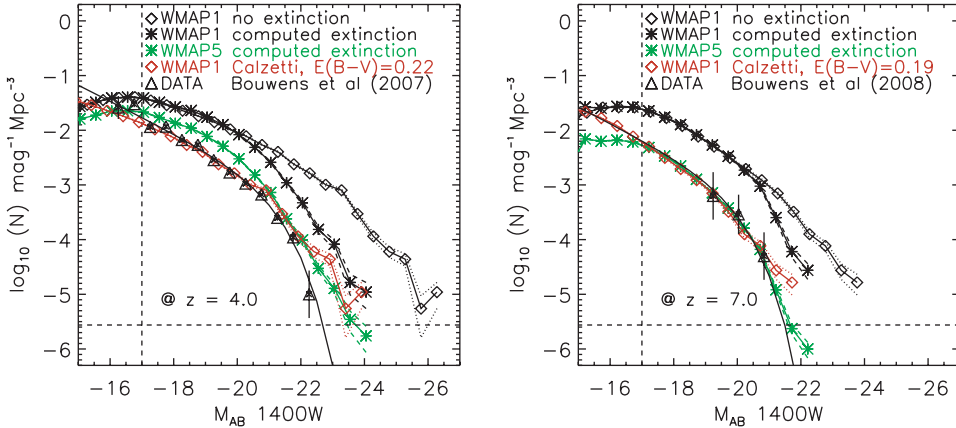 WMAP1 no extinction
WMAP1 computed extinction
WMAP5 computed extinction
WMAP1 Calzetti, E(B−V)=0.22
DATA Bouwens et al (2007)
0
−1
−2
−3
−4
−5
−6
log₁₀ (N) mag⁻¹ Mpc⁻³
@ z = 4.0
−16 −18 −20 −22 −24 −26
M_AB 1400W
WMAP1 no extinction
WMAP1 computed extinction
WMAP5 computed extinction
WMAP1 Calzetti, E(B−V)=0.19
DATA Bouwens et al (2008)
0
−1
−2
−3
−4
−5
−6
log₁₀ (N) mag⁻¹ Mpc⁻³
@ z = 7.0
−16 −18 −20 −22 −24 −26
M_AB 1400W